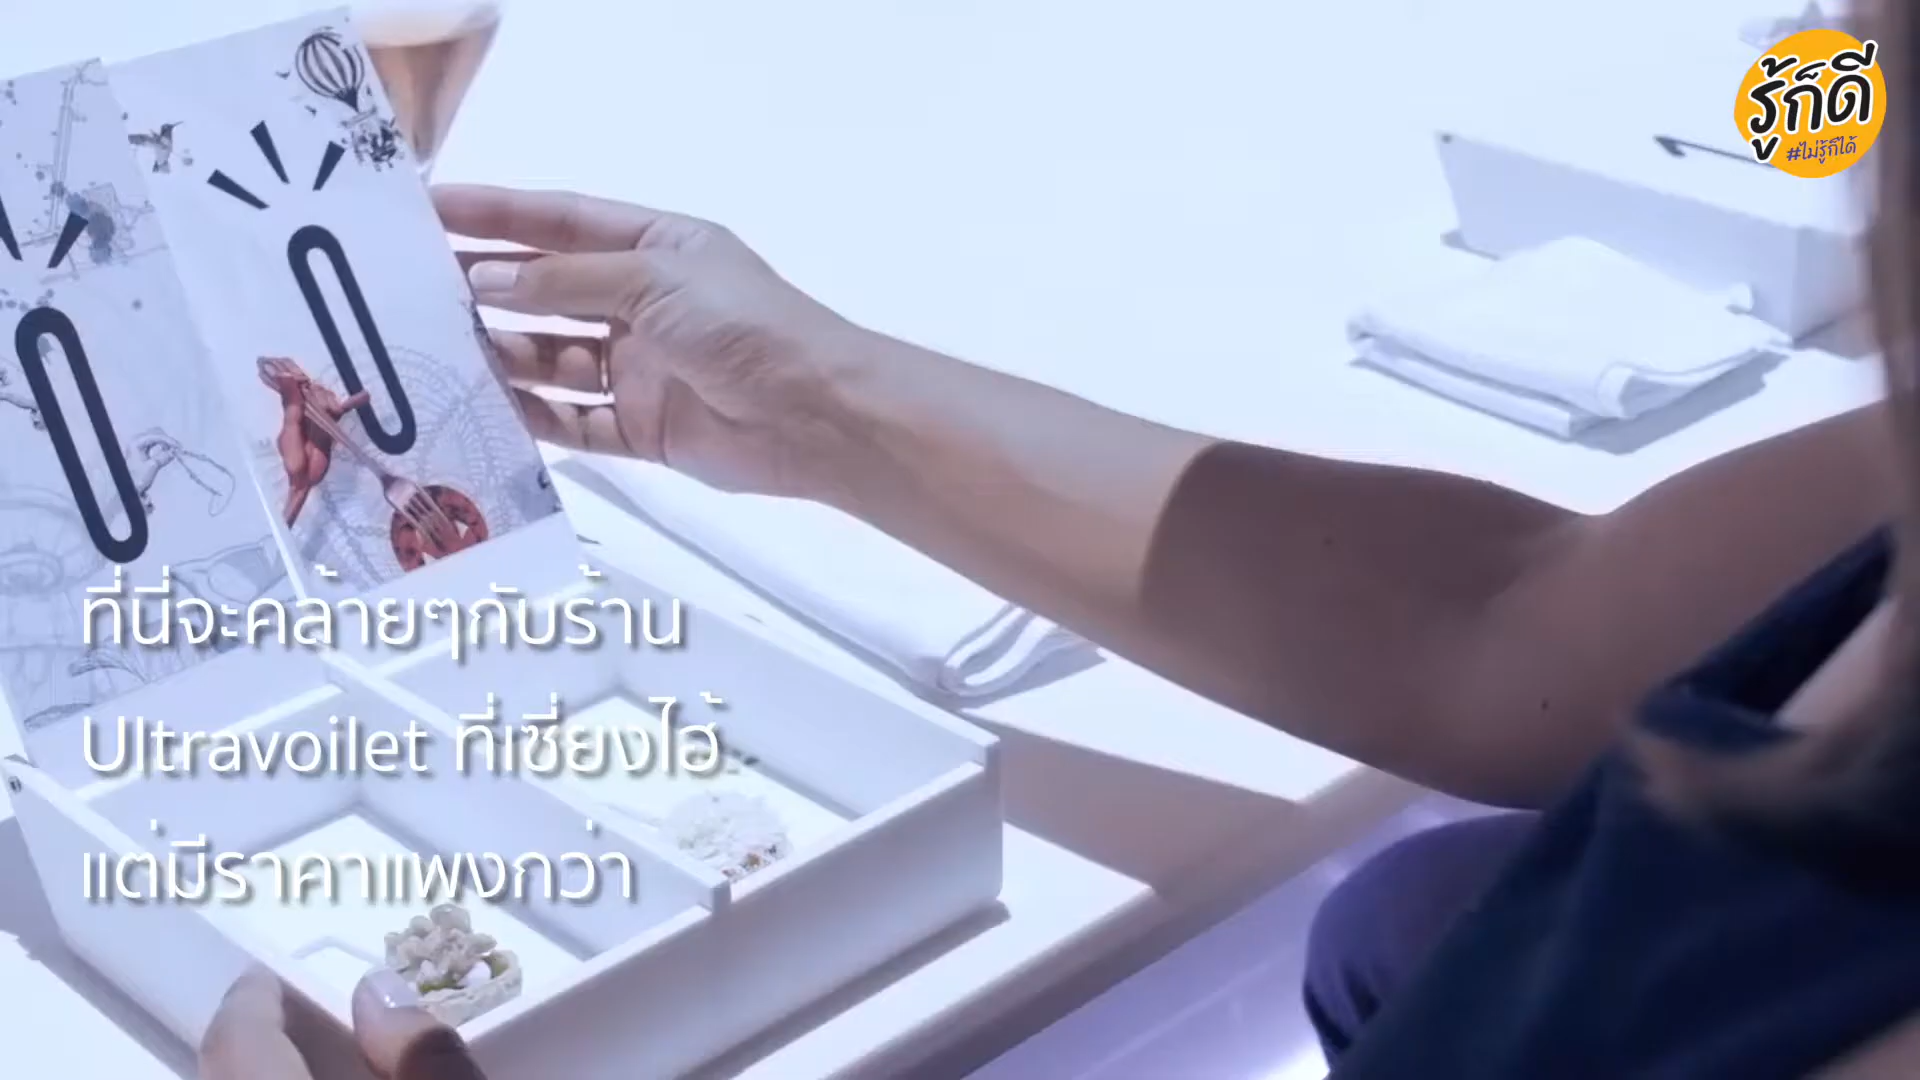 รู้ก็ดี
#ไม่รู้ก็ได้
ที่นี่จะคล้ายๆกับร้าน
Ultravoilet ที่เซี่ยงไฮ้
แต่มีราคาแพงกว่า